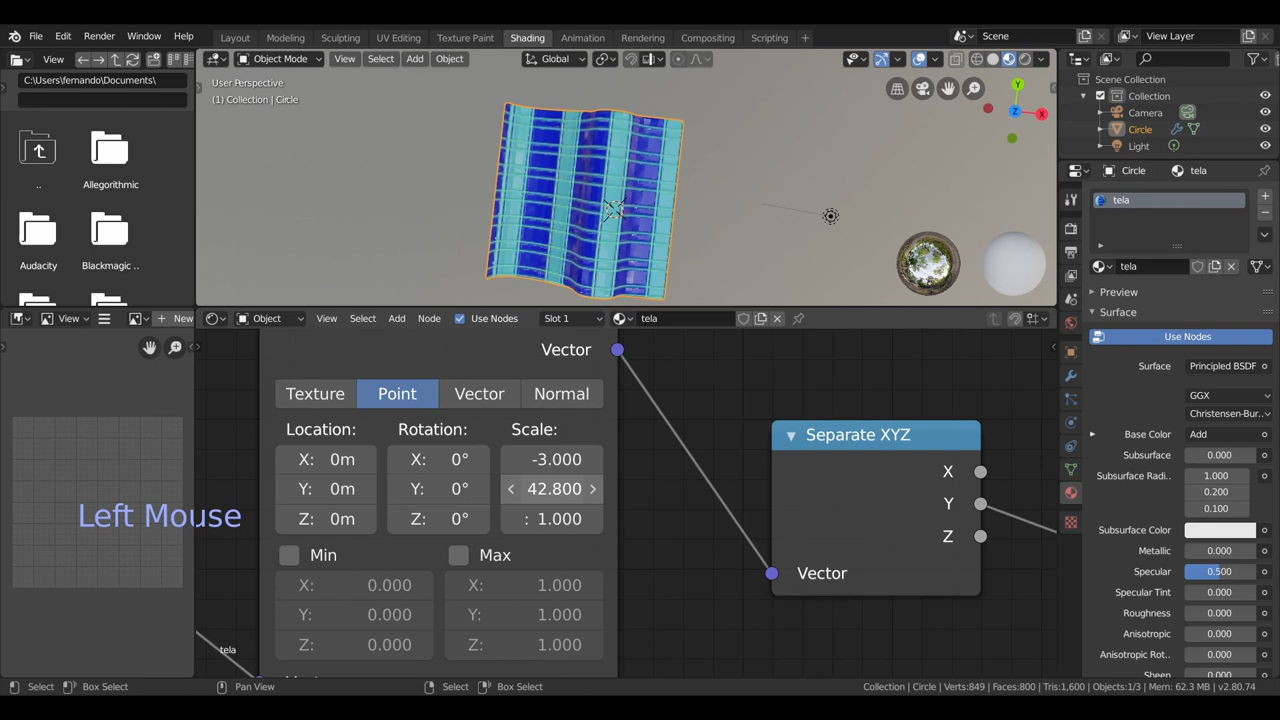 File Edit Render Window Help
Layout Modeling Sculpting UV Editing Texture Paint Shading Animation Rendering Compositing Scripting +
Scene
View Layer
View
C:\Users\fernando\Documents\
..
Allegorithmic
Audacity
Blackmagic ..
Object Mode View Select Add Object Global
User Perspective
(1) Collection | Circle
Y
Z
X
Scene Collection
Collection
Camera
Circle
Light
Circle
tela
tela
tela
Preview
Surface
Use Nodes
Surface Principled BSDF
GGX
Christensen-Bur..
Base Color Add
Subsurface 0.000
Subsurface Radi.. 1.000
0.200
0.100
Subsurface Color
Metallic 0.000
Specular 0.500
Specular Tint 0.000
Roughness 0.000
Anisotropic 0.000
Anisotropic Rot.. 0.000
Sheen
View
New
Object View Select Add Node Use Nodes Slot 1 tela
Vector
Texture Point Vector Normal
Location: Rotation: Scale:
X: 0m X: 0° -3.000
Y: 0m Y: 0° 42.800
Z: 0m Z: 0° : 1.000
Min Max
X: 0.000 X: 1.000
Y: 0.000 Y: 1.000
Z: 0.000 Z: 1.000
Separate XYZ
X
Y
Z
Vector
Left Mouse
tela
Select Box Select Pan View Select Box Select
Collection | Circle | Verts:849 | Faces:800 | Tris:1,600 | Objects:1/3 | Mem: 62.3 MB | v2.80.74